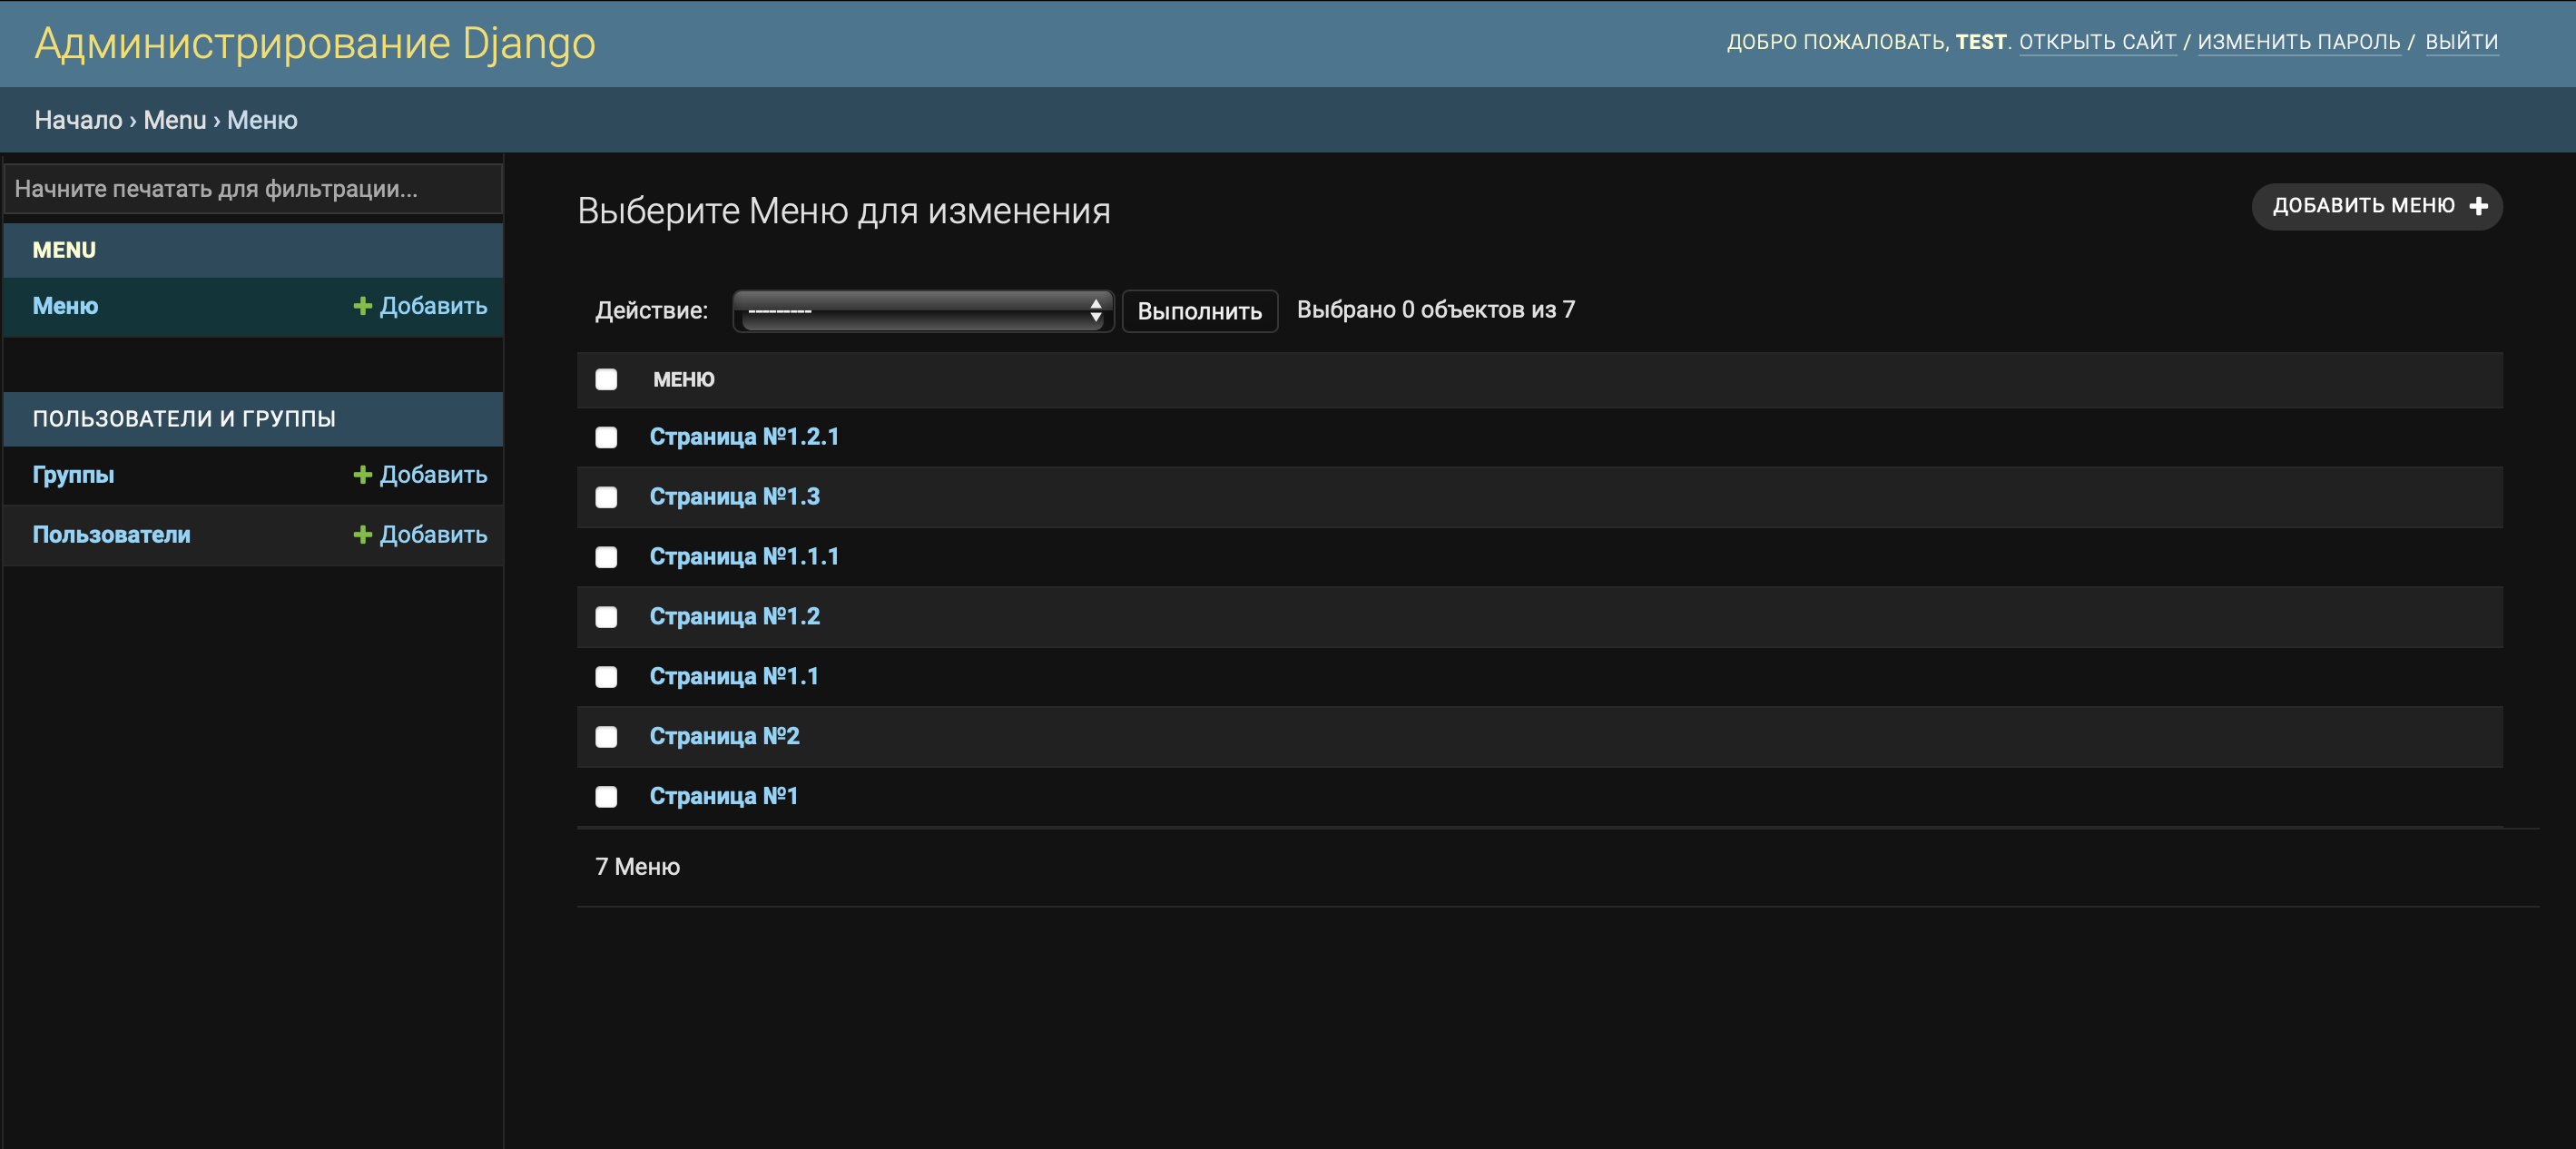 Администрирование Django
ДОБРО ПОЖАЛОВАТЬ, TEST. ОТКРЫТЬ САЙТ / ИЗМЕНИТЬ ПАРОЛЬ / ВЫЙТИ
Начало › Menu › Меню
Начните печатать для фильтрации...
MENU
Меню
Добавить
ПОЛЬЗОВАТЕЛИ И ГРУППЫ
Группы
Добавить
Пользователи
Добавить
Выберите Меню для изменения
ДОБАВИТЬ МЕНЮ
Действие: --------- Выполнить Выбрано 0 объектов из 7
МЕНЮ
Страница №1.2.1
Страница №1.3
Страница №1.1.1
Страница №1.2
Страница №1.1
Страница №2
Страница №1
7 Меню